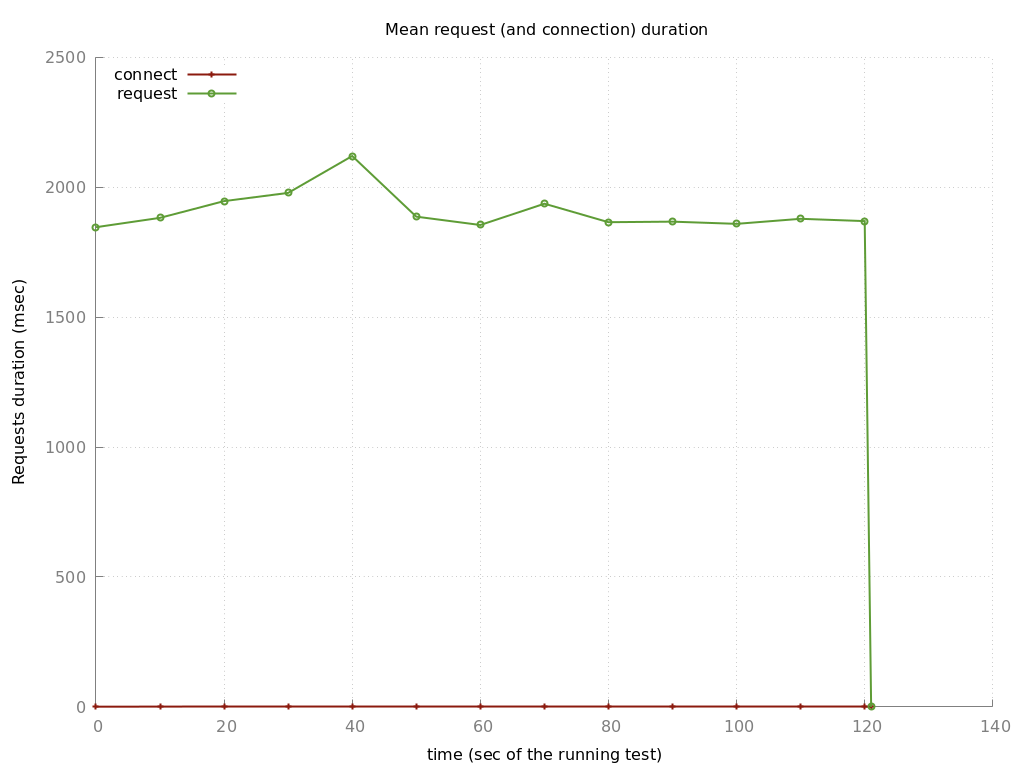 Mean request (and connection) duration
2500
connect
request
2000
1500
1000
500
0
Requests duration (msec)
0 20 40 60 80 100 120 140
time (sec of the running test)